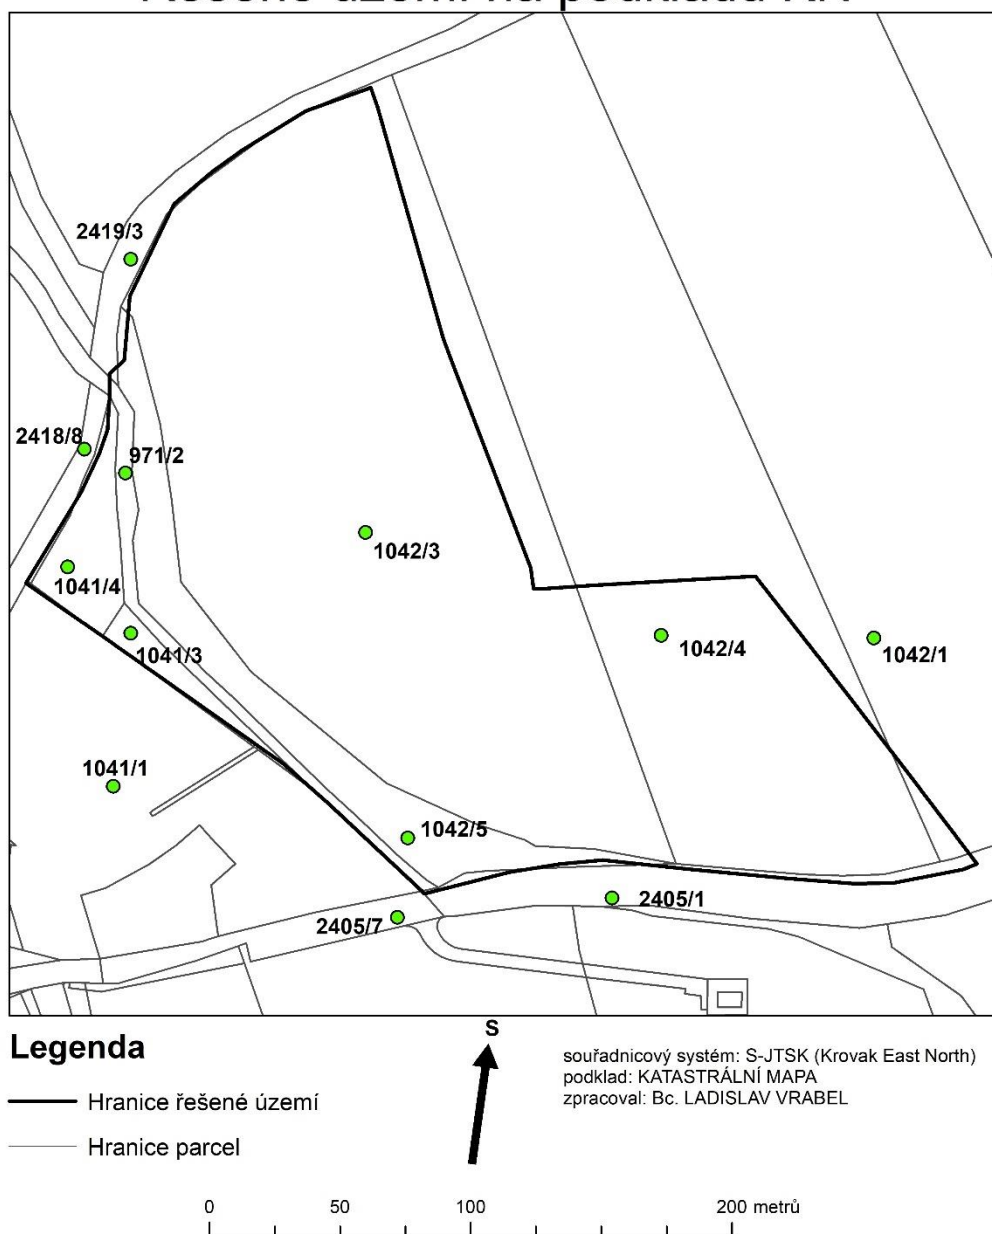 2419/3
2418/8
971/2
1042/3
1041/4
1041/3
1042/4
1042/1
1041/1
1042/5
2405/1
2405/7
Legenda
Hranice řešené území
Hranice parcel
S
souřadnicový systém: S-JTSK (Krovak East North)
podklad: KATASTRÁLNÍ MAPA
zpracoval: Bc. LADISLAV VRABEL
0 50 100 200 metrů